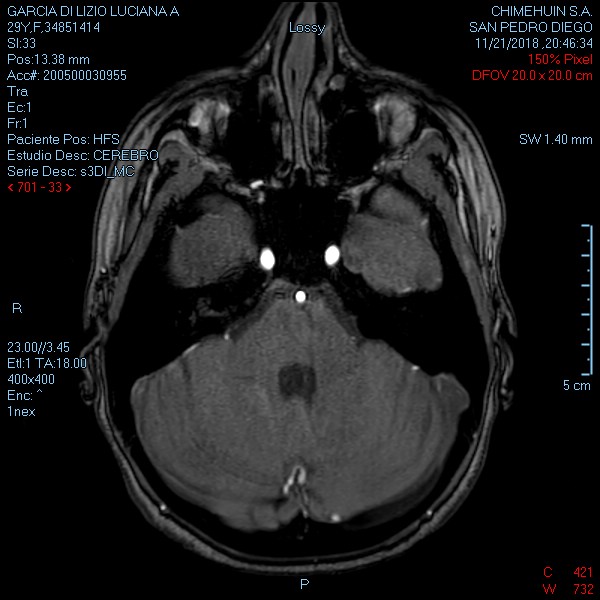 GARCIA DI LIZIO LUCIANA A
29Y,F,34851414
Sl:33
Pos:13.38 mm
Acc#: 200500030955
Tra
Ec:1
Fr:1
Paciente Pos: HFS
Estudio Desc: CEREBRO
Serie Desc: s3DI_MC
< 701 - 33 >
Lossy
CHIMEHUIN S.A.
SAN PEDRO DIEGO
11/21/2018 ,20:46:34
150% Pixel
DFOV 20.0 x 20.0 cm
SW 1.40 mm
R
23.00//3.45
Etl:1 TA:18.00
400x400
Enc: ^
1nex
5 cm
P
C 421
W 732